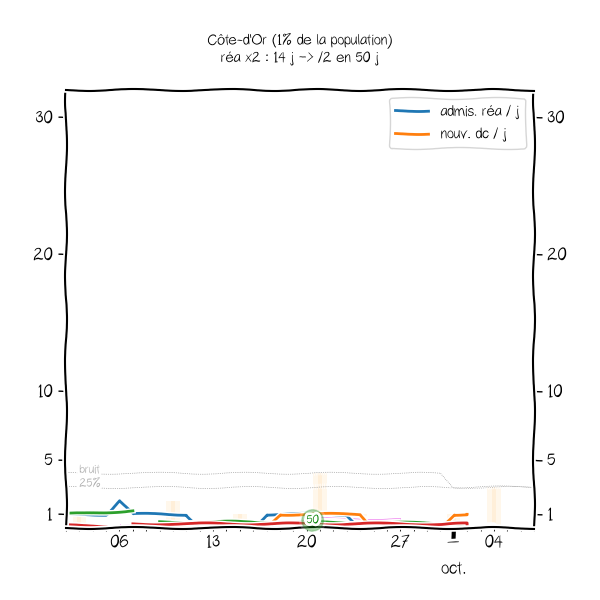 Côte-d'Or (1% de la population)
réa x2 : 14 j -> /2 en 50 j
admis. réa / j
nouv. dc / j
30
30
20
20
10
10
5
5
bruit
25%
1
1
50
06
13
20
27
04
oct.